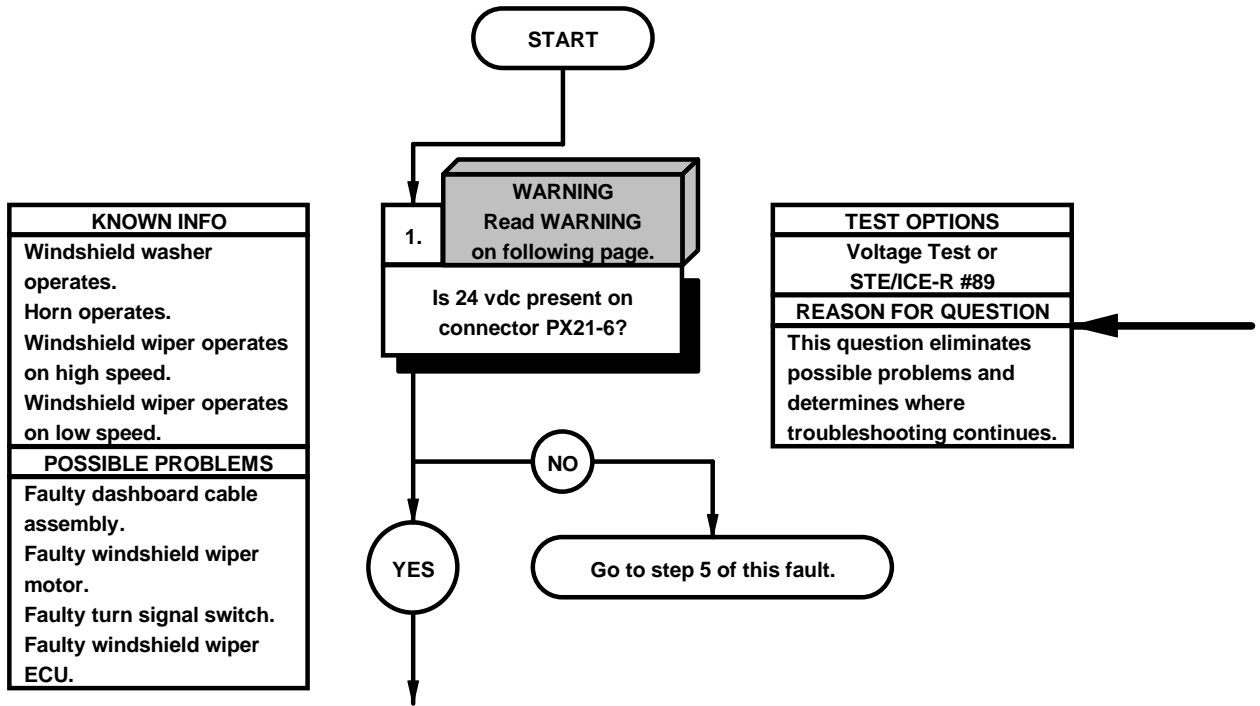 START
KNOWN INFO
Windshield washer
operates.
Horn operates.
Windshield wiper operates
on high speed.
Windshield wiper operates
on low speed.
POSSIBLE PROBLEMS
Faulty dashboard cable
assembly.
Faulty windshield wiper
motor.
Faulty turn signal switch.
Faulty windshield wiper
ECU.
1.
WARNING
Read WARNING
on following page.
Is 24 vdc present on
connector PX21-6?
NO
YES
Go to step 5 of this fault.
TEST OPTIONS
Voltage Test or
STE/ICE-R #89
REASON FOR QUESTION
This question eliminates
possible problems and
determines where
troubleshooting continues.